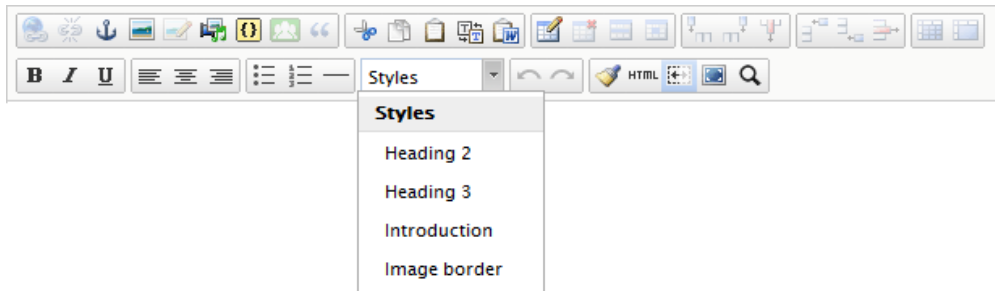 B I U Styles HTML
Styles
Heading 2
Heading 3
Introduction
Image border